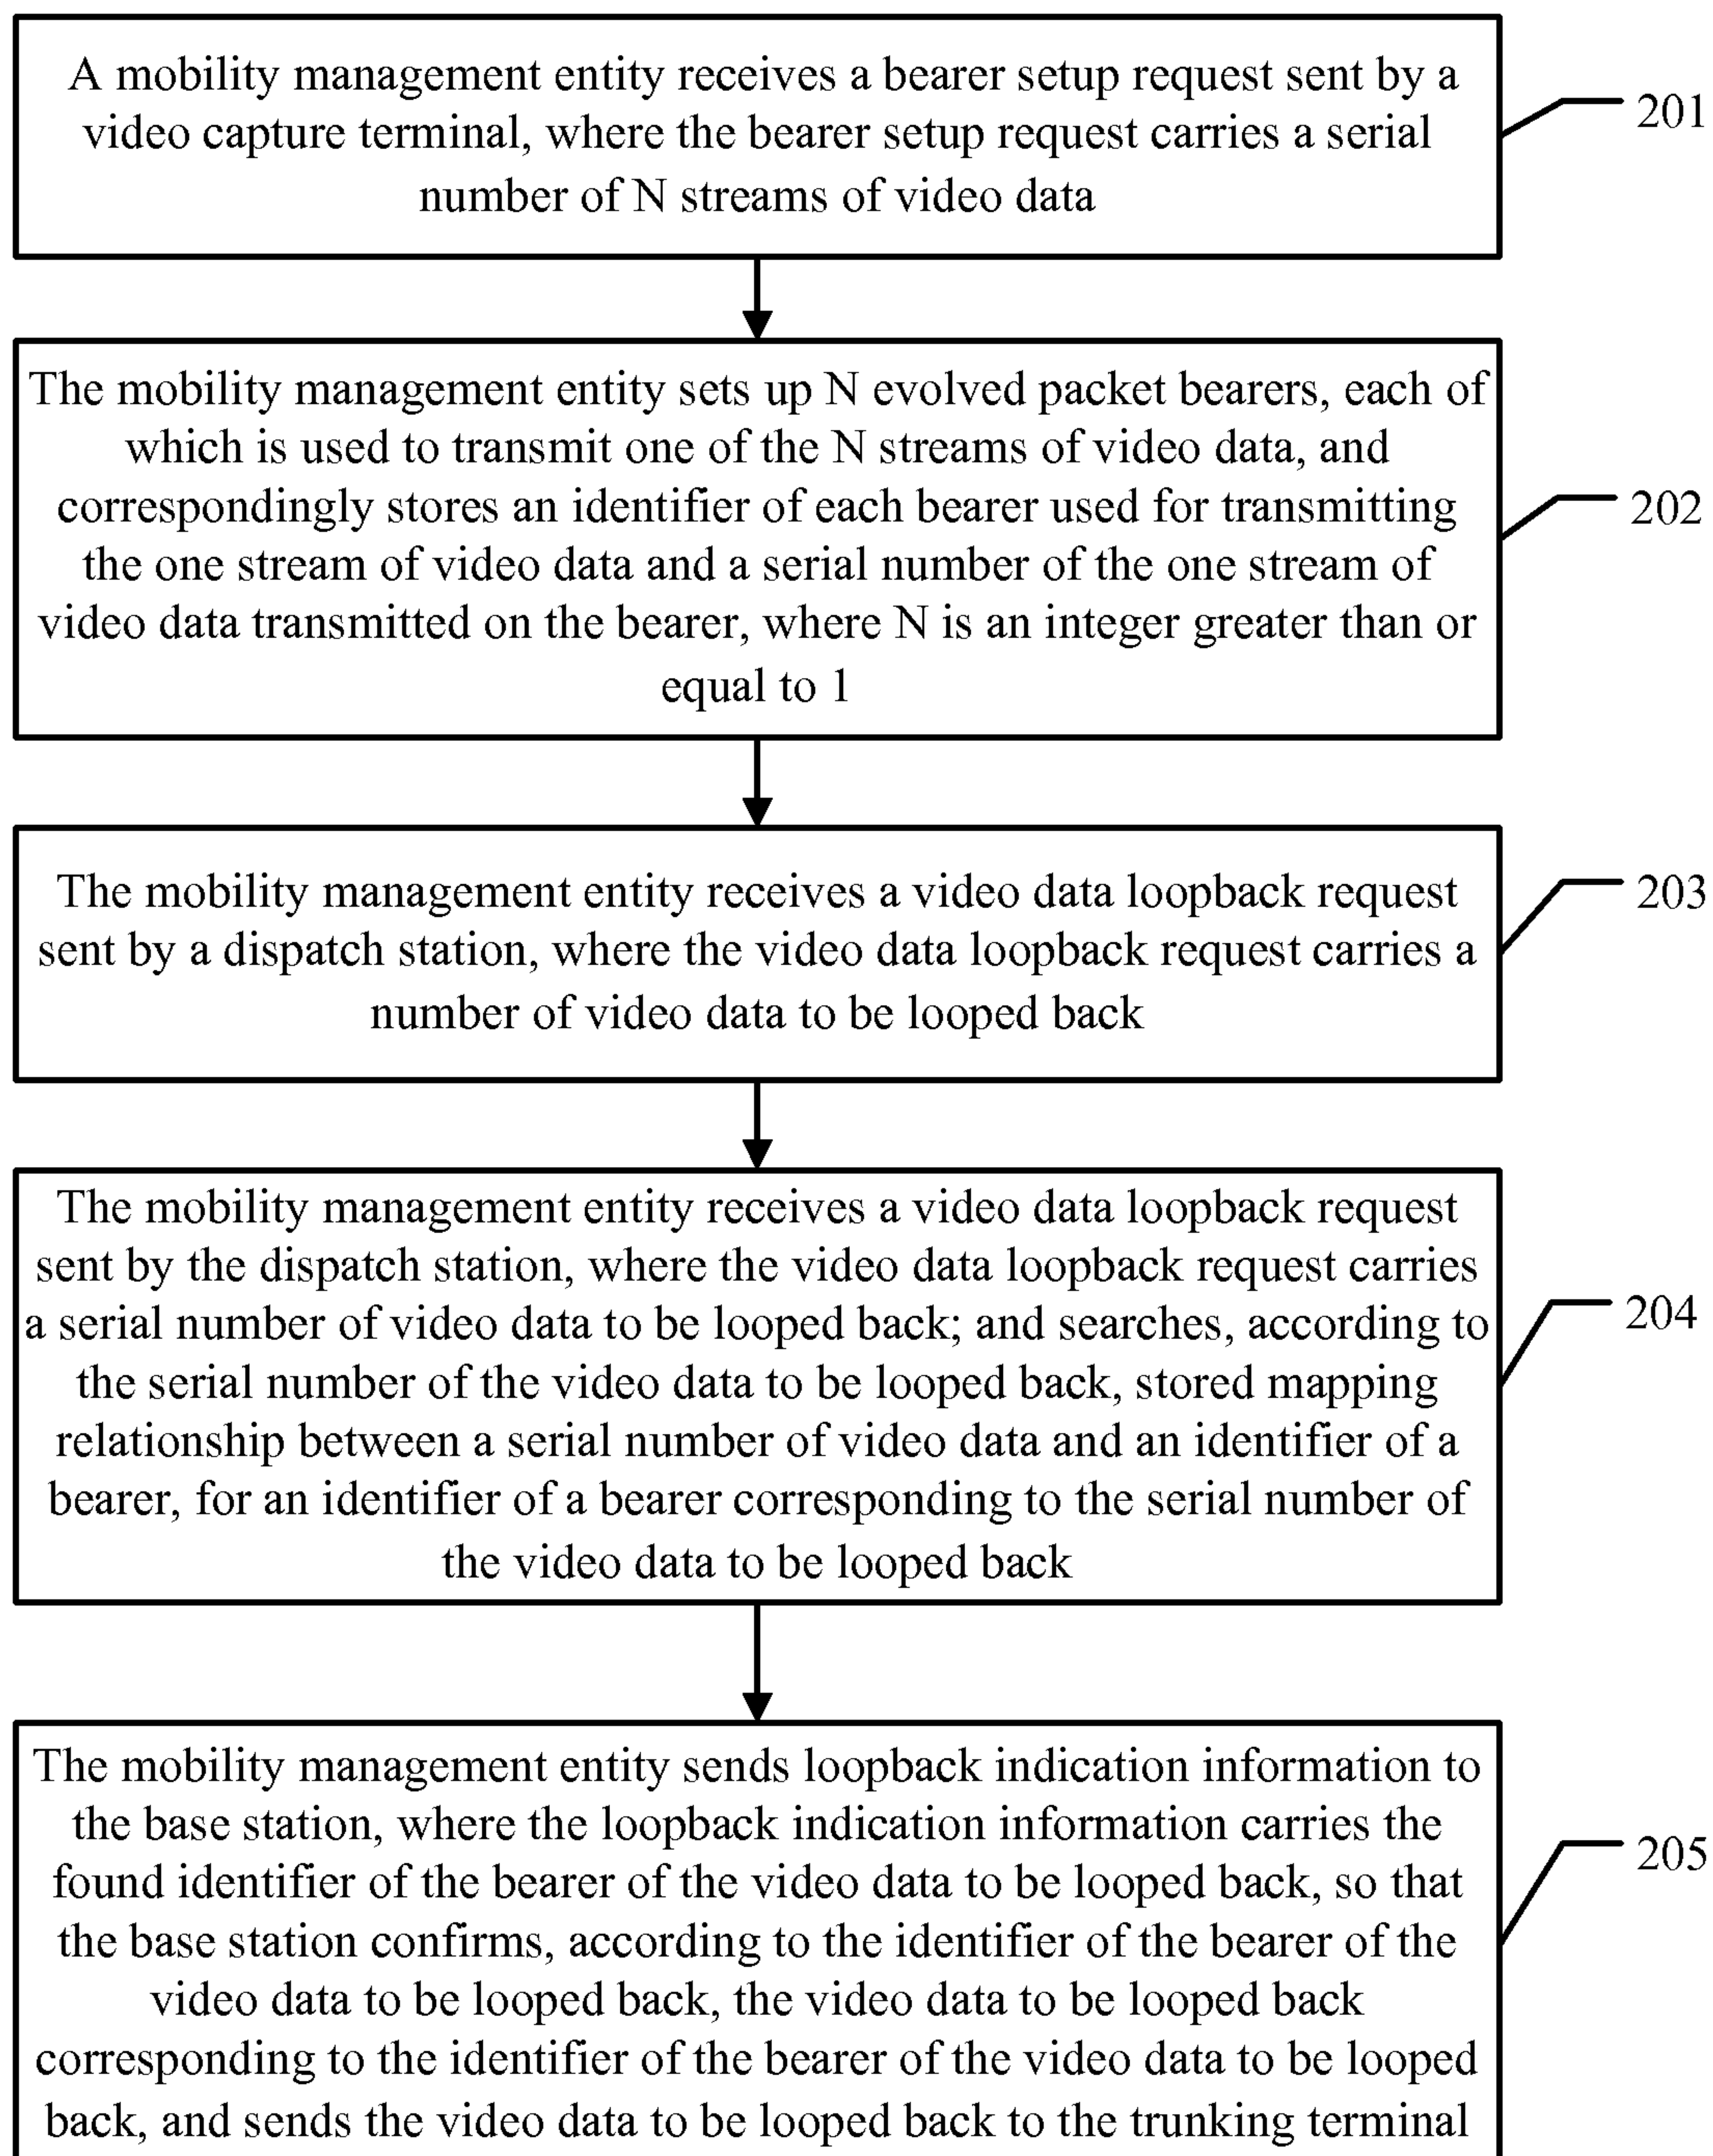 A mobility management entity receives a bearer setup request sent by a
video capture terminal, where the bearer setup request carries a serial
number of N streams of video data
201
The mobility management entity sets up N evolved packet bearers, each of
which is used to transmit one of the N streams of video data, and
correspondingly stores an identifier of each bearer used for transmitting
the one stream of video data and a serial number of the one stream of
video data transmitted on the bearer, where N is an integer greater than or
equal to 1
202
The mobility management entity receives a video data loopback request
sent by a dispatch station, where the video data loopback request carries a
number of video data to be looped back
203
The mobility management entity receives a video data loopback request
sent by the dispatch station, where the video data loopback request carries
a serial number of video data to be looped back; and searches, according to
the serial number of the video data to be looped back, stored mapping
relationship between a serial number of video data and an identifier of a
bearer, for an identifier of a bearer corresponding to the serial number of
the video data to be looped back
204
The mobility management entity sends loopback indication information to
the base station, where the loopback indication information carries the
found identifier of the bearer of the video data to be looped back, so that
the base station confirms, according to the identifier of the bearer of the
video data to be looped back, the video data to be looped back
corresponding to the identifier of the bearer of the video data to be looped
back, and sends the video data to be looped back to the trunking terminal
205